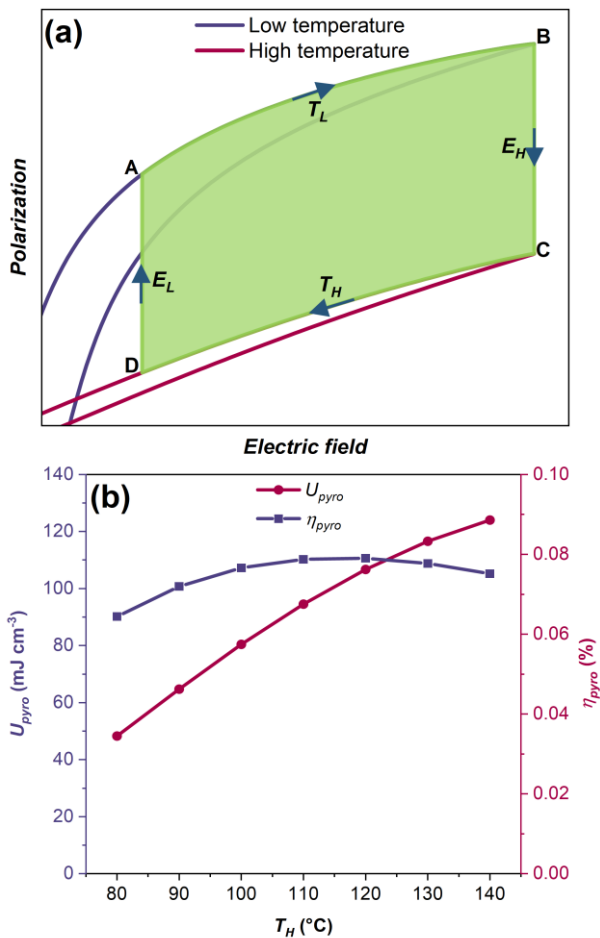 (a)
Low temperature
High temperature
B
T_L
A
E_H
Polarization
C
E_L
T_H
D
Electric field
(b)
U_pyro
η_pyro
140
120
100
80
60
40
20
0
U_pyro (mJ cm⁻³)
0.10
0.08
0.06
0.04
0.02
0.00
η_pyro (%)
80 90 100 110 120 130 140
T_H (°C)